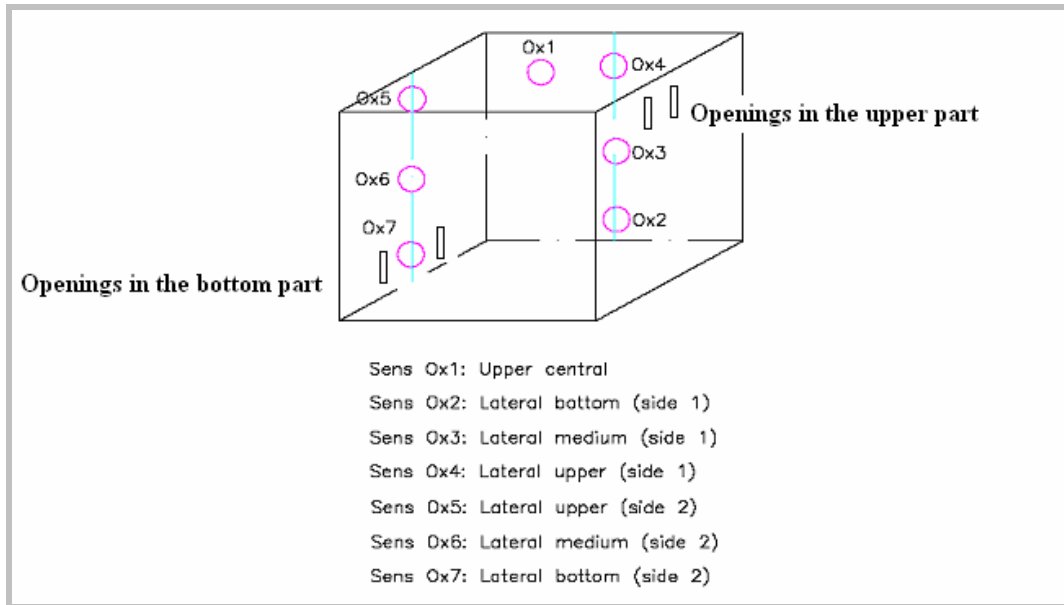 Ox1
Ox4
Ox5
Openings in the upper part
Ox3
Ox6
Ox2
Ox7
Openings in the bottom part
Sens Ox1: Upper central
Sens Ox2: Lateral bottom (side 1)
Sens Ox3: Lateral medium (side 1)
Sens Ox4: Lateral upper (side 1)
Sens Ox5: Lateral upper (side 2)
Sens Ox6: Lateral medium (side 2)
Sens Ox7: Lateral bottom (side 2)